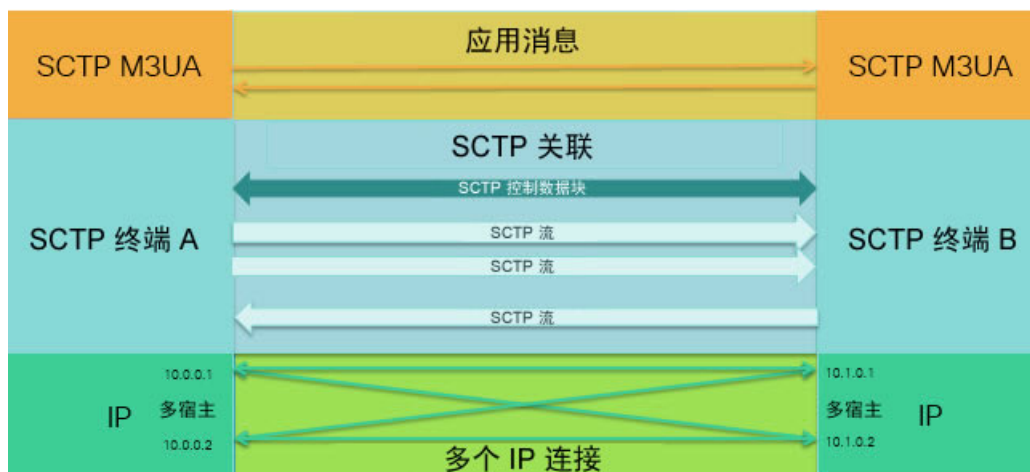 应用消息
SCTP M3UA
SCTP M3UA
SCTP 关联
SCTP 控制数据块
SCTP 终端 A
SCTP 流
SCTP 终端 B
SCTP 流
SCTP 流
10.0.0.1
10.1.0.1
IP
多宿主
多宿主
IP
10.0.0.2
10.1.0.2
多个 IP 连接